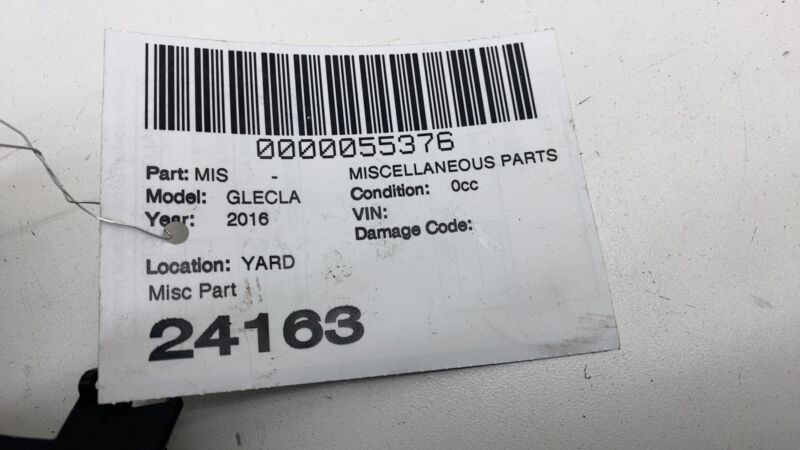 0000055376
Part: MIS - MISCELLANEOUS PARTS
Model: GLECLA Condition: 0cc
Year: 2016 VIN:
Damage Code:
Location: YARD
Misc Part
24163